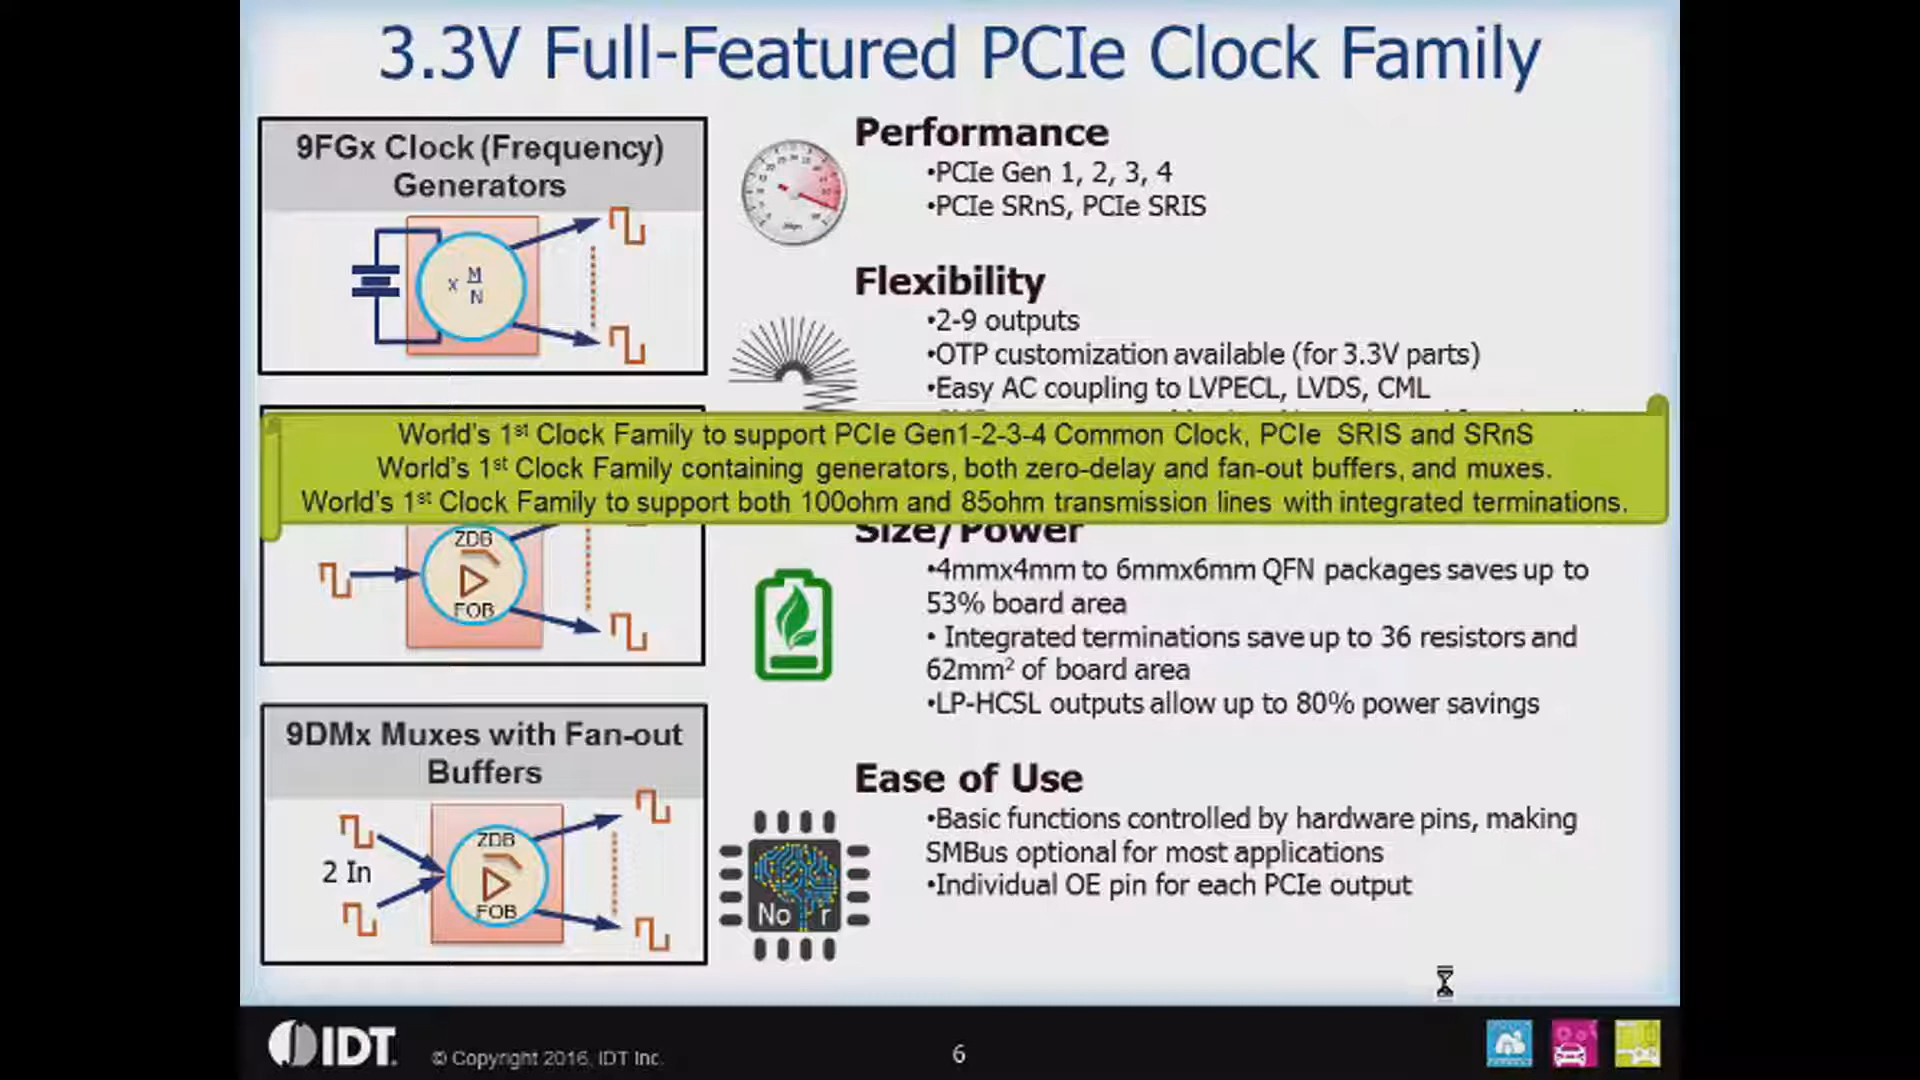 3.3V Full-Featured PCIe Clock Family
9FGx Clock (Frequency)
Generators
x M
N
Performance
•PCIe Gen 1, 2, 3, 4
•PCIe SRnS, PCIe SRIS
Flexibility
•2-9 outputs
•OTP customization available (for 3.3V parts)
•Easy AC coupling to LVPECL, LVDS, CML
World's 1st Clock Family to support PCIe Gen1-2-3-4 Common Clock, PCIe SRIS and SRnS
World's 1st Clock Family containing generators, both zero-delay and fan-out buffers, and muxes.
World's 1st Clock Family to support both 100ohm and 85ohm transmission lines with integrated terminations.
ZDB
FOB
Size/Power
•4mmx4mm to 6mmx6mm QFN packages saves up to
53% board area
• Integrated terminations save up to 36 resistors and
62mm² of board area
•LP-HCSL outputs allow up to 80% power savings
9DMx Muxes with Fan-out
Buffers
2 In
ZDB
FOB
Ease of Use
•Basic functions controlled by hardware pins, making
SMBus optional for most applications
•Individual OE pin for each PCIe output
No r
IDT.
© Copyright 2016, IDT Inc.
6